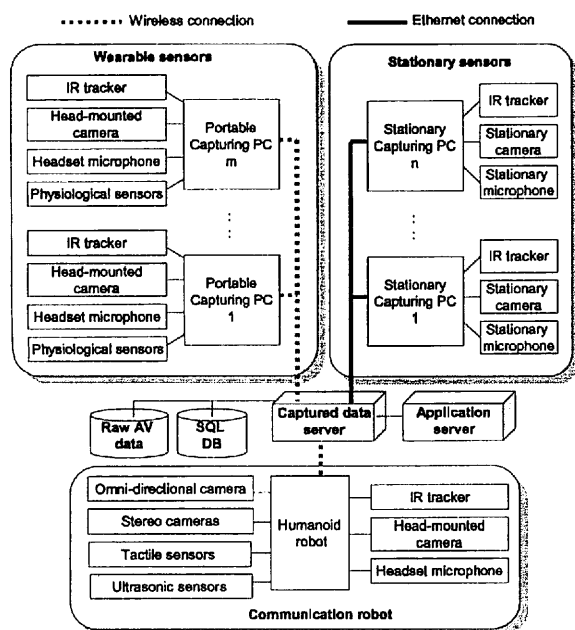 Wireless connection
Ethernet connection
Wearable sensors
IR tracker
Head-mounted
camera
Headset microphone
Physiological sensors
Portable
Capturing PC
m
IR tracker
Head-mounted
camera
Headset microphone
Physiological sensors
Portable
Capturing PC
1
Stationary sensors
Stationary
Capturing PC
n
IR tracker
Stationary
camera
Stationary
microphone
Stationary
Capturing PC
1
IR tracker
Stationary
camera
Stationary
microphone
Raw AV
data
SQL
DB
Captured data
server
Application
server
Omni-directional camera
Stereo cameras
Tactile sensors
Ultrasonic sensors
Humanoid
robot
IR tracker
Head-mounted
camera
Headset microphone
Communication robot